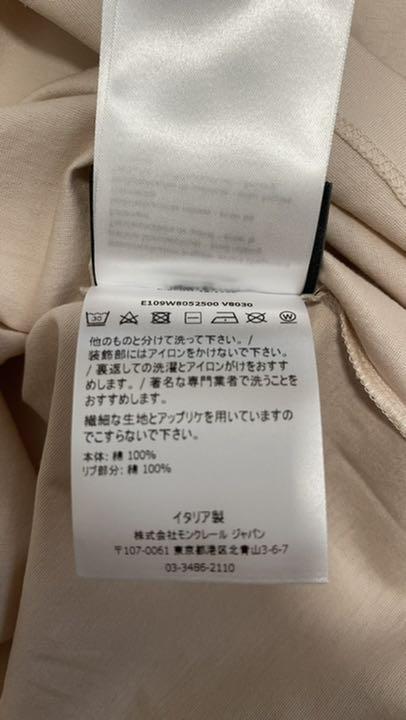 E109W8052500 V8030
30
W
他のものと分けて洗って下さい。/
装飾部にはアイロンをかけないで下さい。
/ 裏返しての洗濯とアイロンがけをおすす
めします。/ 著名な専門業者で洗うことを
おすすめします。
繊細な生地とアップリケを用いていますの
でこすらないで下さい。
本体: 綿 100%
リブ部分: 綿 100%
イタリア製
株式会社モンクレール ジャパン
〒107-0061 東京都港区北青山3-6-7
03-3486-2110